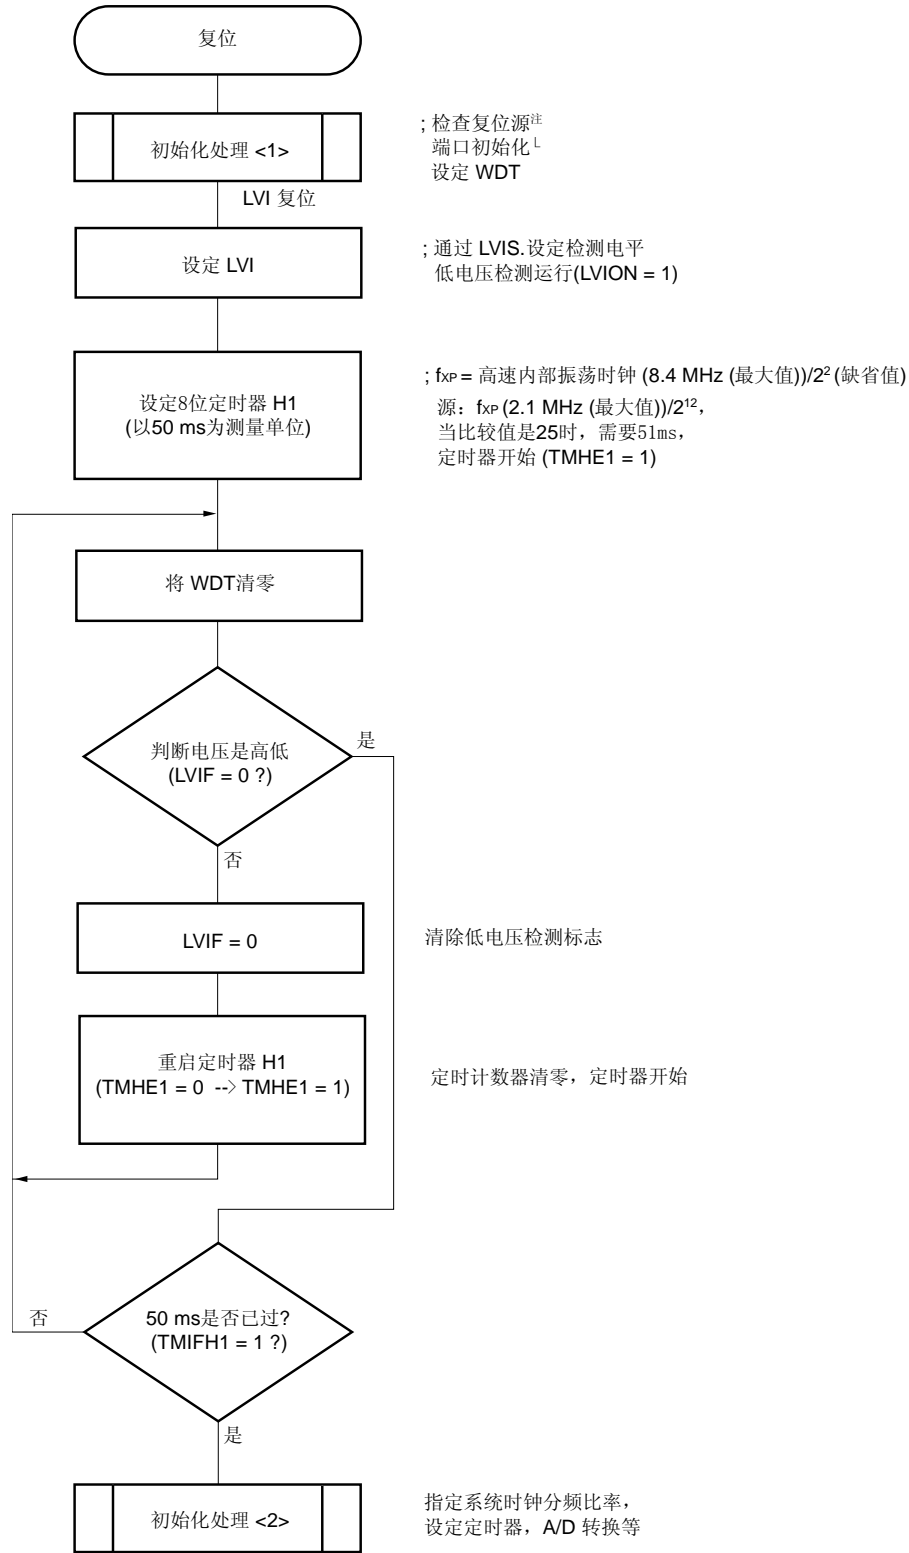 复位
初始化处理 <1>
; 检查复位源注
端口初始化└
设定 WDT
LVI 复位
设定 LVI
; 通过 LVIS.设定检测电平
低电压检测运行(LVION = 1)
设定8位定时器 H1
(以50 ms为测量单位)
; fXP = 高速内部振荡时钟 (8.4 MHz (最大值))/2² (缺省值)
源：fXP (2.1 MHz (最大值))/2¹²，
当比较值是25时，需要51ms，
定时器开始 (TMHE1 = 1)
将 WDT清零
判断电压是高低
(LVIF = 0 ?)
是
否
LVIF = 0
清除低电压检测标志
重启定时器 H1
(TMHE1 = 0 --> TMHE1 = 1)
定时计数器清零，定时器开始
50 ms是否已过?
(TMIFH1 = 1 ?)
否
是
初始化处理 <2>
指定系统时钟分频比率，
设定定时器，A/D 转换等